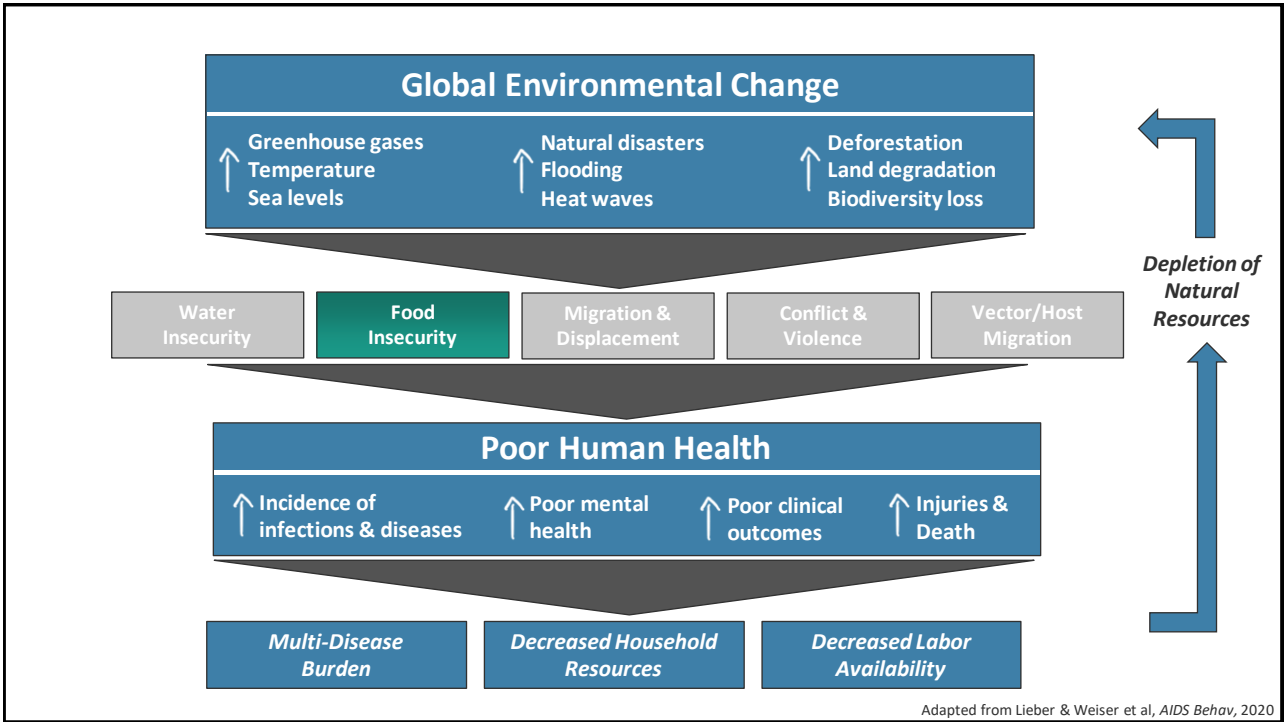 Global Environmental Change
Greenhouse gases
Temperature
Sea levels
Natural disasters
Flooding
Heat waves
Deforestation
Land degradation
Biodiversity loss
Depletion of
Natural
Resources
Water
Insecurity
Food
Insecurity
Migration &
Displacement
Conflict &
Violence
Vector/Host
Migration
Poor Human Health
Incidence of
infections & diseases
Poor mental
health
Poor clinical
outcomes
Injuries &
Death
Multi-Disease
Burden
Decreased Household
Resources
Decreased Labor
Availability
Adapted from Lieber & Weiser et al, AIDS Behav, 2020